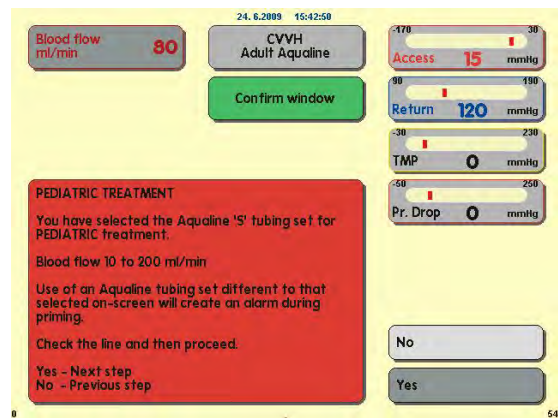 24. 6.2009 15:42:50
Blood flow
ml/min 80
CVVH
Adult Aqualine
Confirm window
-170 30
Access 15 mmHg
90 190
Return 120 mmHg
-30 230
TMP 0 mmHg
-50 250
Pr. Drop 0 mmHg
PEDIATRIC TREATMENT
You have selected the Aqualine 'S' tubing set for
PEDIATRIC treatment.
Blood flow 10 to 200 ml/min
Use of an Aqualine tubing set different to that
selected on-screen will create an alarm during
priming.
Check the line and then proceed.
Yes - Next step
No - Previous step
No
Yes
0 54